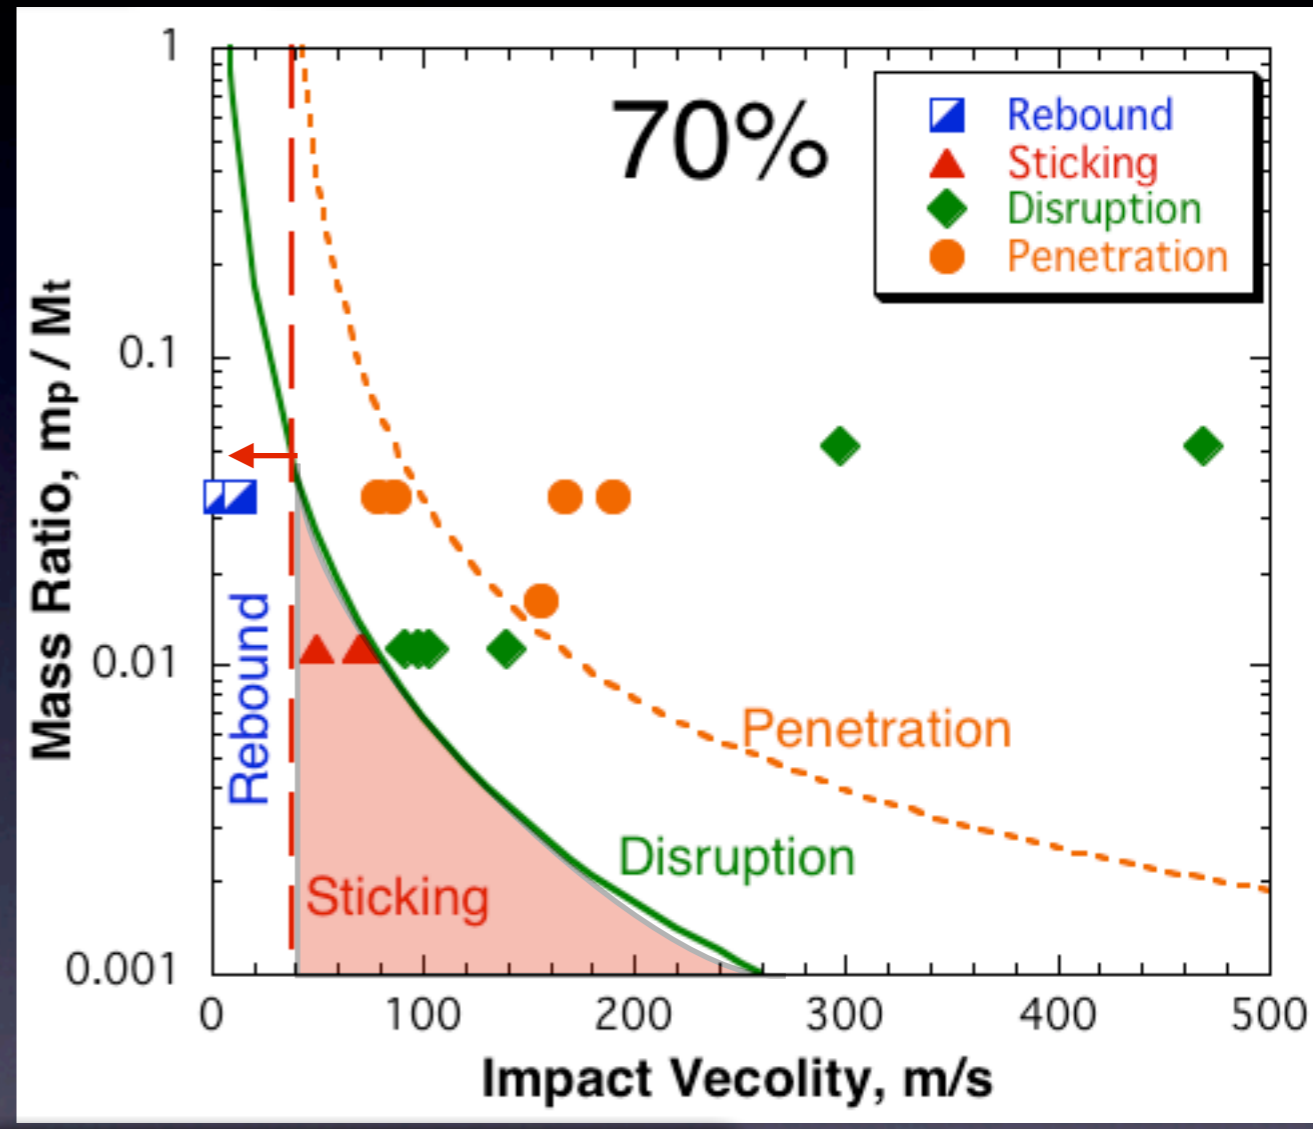 70%
Rebound
Sticking
Disruption
Penetration
1
0.1
0.01
0.001
Mass Ratio, mp / Mt
Rebound
Sticking
Disruption
Penetration
0
100
200
300
400
500
Impact Vecolity, m/s